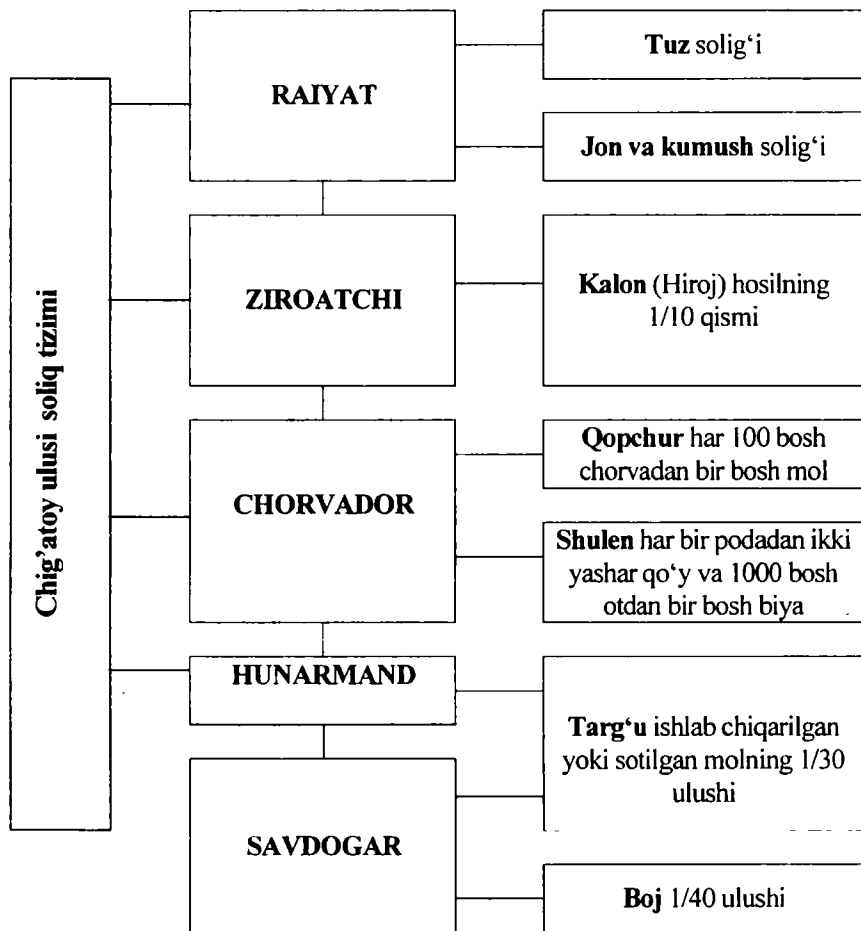 Chig'atoy ulusi soliq tizimi
RAIYAT
Tuz solig‘i
Jon va kumush solig‘i
ZIROATCHI
Kalon (Hiroj) hosilning
1/10 qismi
CHORVADOR
Qopchur har 100 bosh
chorvadan bir bosh mol
Shulen har bir podadan ikki
yashar qo‘y va 1000 bosh
otdan bir bosh biya
HUNARMAND
Targ‘u ishlab chiqarilgan
yoki sotilgan molning 1/30
ulushi
SAVDOGAR
Boj 1/40 ulushi